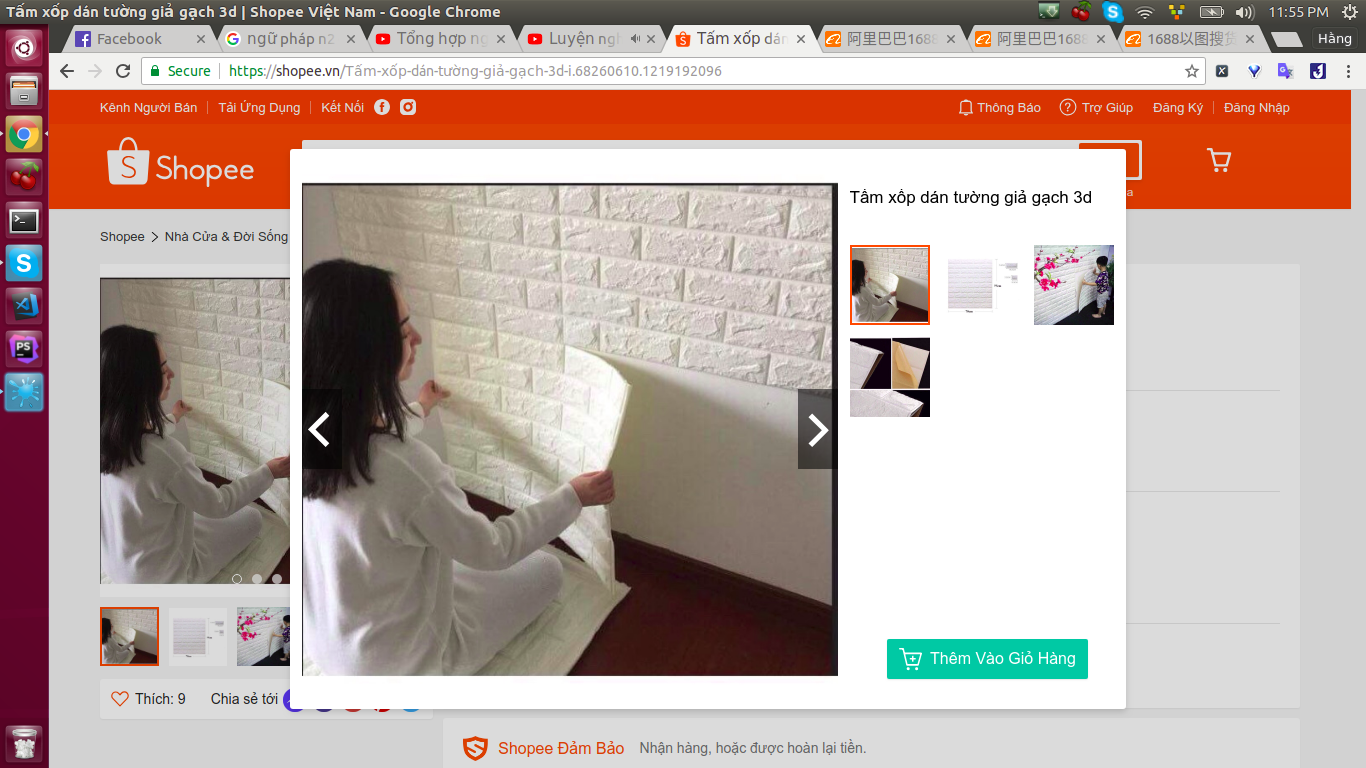 Tấm xốp dán tường giả gạch 3d | Shopee Việt Nam - Google Chrome
11:55 PM
Facebook
ngữ pháp n2
Tổng hợp ng
Luyện ngh
Tấm xốp dán
阿里巴巴1688
阿里巴巴1688
1688以图搜货
Hằng
Secure
https://shopee.vn/Tấm-xốp-dán-tường-giả-gạch-3d-i.68260610.1219192096
Kênh Người Bán
Tải Ứng Dụng
Kết Nối
Thông Báo
Trợ Giúp
Đăng Ký
Đăng Nhập
Shopee
Shopee > Nhà Cửa & Đời Sống
Tấm xốp dán tường giả gạch 3d
Thêm Vào Giỏ Hàng
Thích: 9
Chia sẻ tới
Shopee Đảm Bảo
Nhận hàng, hoặc được hoàn lại tiền.